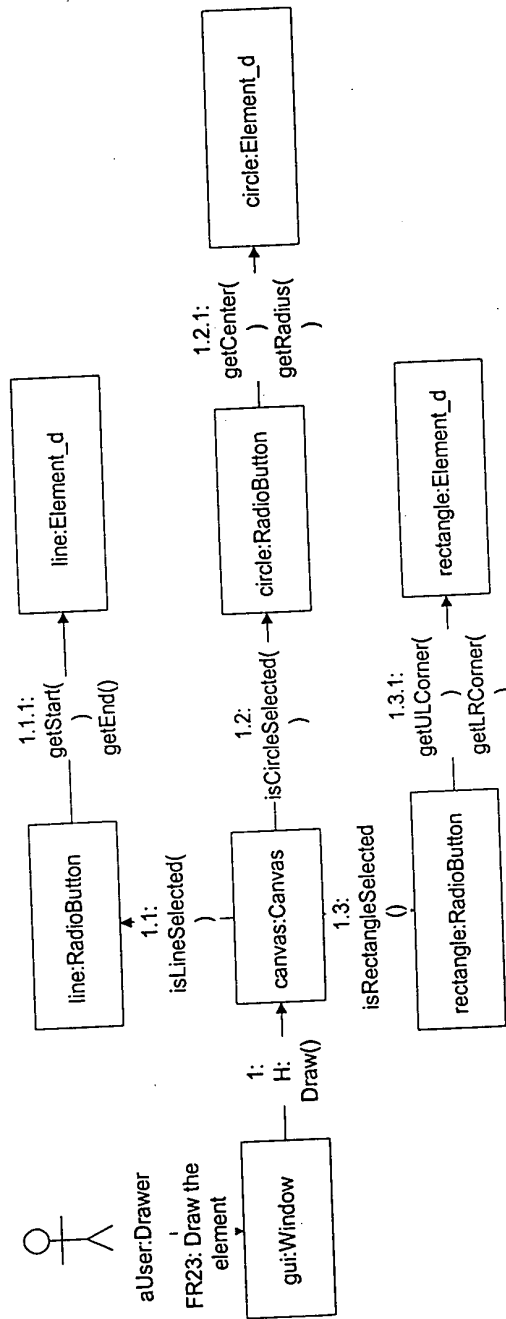 aUser:Drawer
FR23: Draw the
element
gui:Window
1:
H:
Draw()
canvas:Canvas
1.1:
isLineSelected(
)
line:RadioButton
1.1.1:
getStart(
)
getEnd()
line:Element_d
1.2:
isCircleSelected(
)
circle:RadioButton
1.2.1:
getCenter(
)
getRadius(
)
circle:Element_d
1.3:
isRectangleSelected
()
rectangle:RadioButton
1.3.1:
getULCorner(
)
getLRCorner(
)
rectangle:Element_d